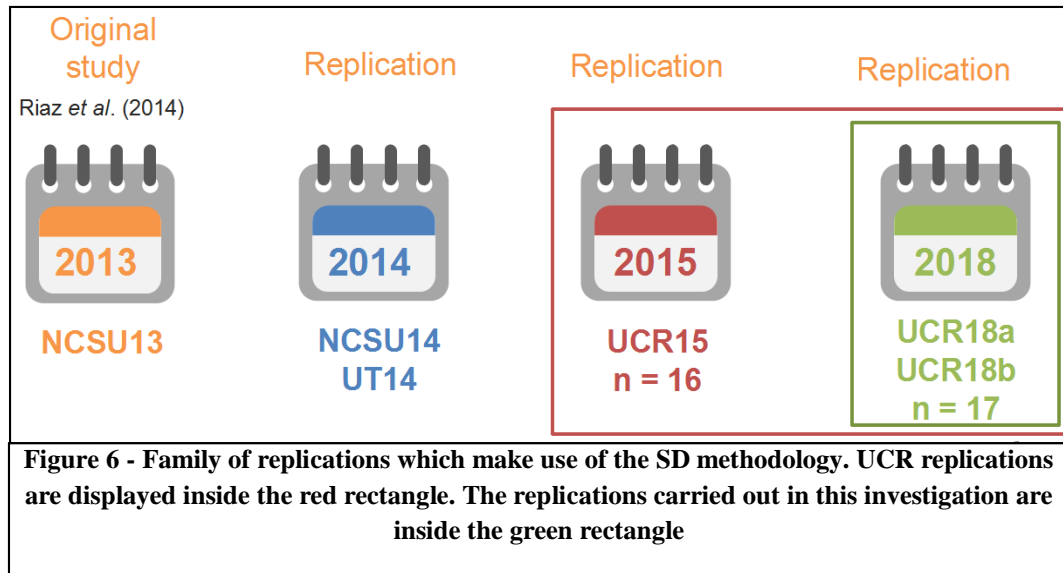 Original
study
Riaz et al. (2014)
Replication
Replication
Replication
2013
2014
2015
2018
NCSU13
NCSU14
UT14
UCR15
n = 16
UCR18a
UCR18b
n = 17
Figure 6 - Family of replications which make use of the SD methodology. UCR replications
are displayed inside the red rectangle. The replications carried out in this investigation are
inside the green rectangle